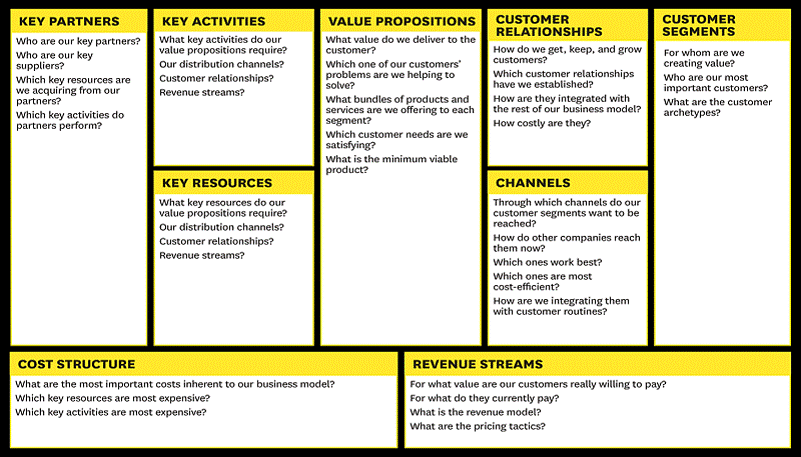 KEY PARTNERS
Who are our key partners?
Who are our key
suppliers?
Which key resources are
we acquiring from our
partners?
Which key activities do
partners perform?
KEY ACTIVITIES
What key activities do our
value propositions require?
Our distribution channels?
Customer relationships?
Revenue streams?
KEY RESOURCES
What key resources do our
value propositions require?
Our distribution channels?
Customer relationships?
Revenue streams?
VALUE PROPOSITIONS
What value do we deliver to the
customer?
Which one of our customers'
problems are we helping to
solve?
What bundles of products and
services are we offering to each
segment?
Which customer needs are we
satisfying?
What is the minimum viable
product?
CUSTOMER
RELATIONSHIPS
How do we get, keep, and grow
customers?
Which customer relationships
have we established?
How are they integrated with
the rest of our business model?
How costly are they?
CHANNELS
Through which channels do our
customer segments want to be
reached?
How do other companies reach
them now?
Which ones work best?
Which ones are most
cost-efficient?
How are we integrating them
with customer routines?
CUSTOMER
SEGMENTS
For whom are we
creating value?
Who are our most
important customers?
What are the customer
archetypes?
COST STRUCTURE
What are the most important costs inherent to our business model?
Which key resources are most expensive?
Which key activities are most expensive?
REVENUE STREAMS
For what value are our customers really willing to pay?
For what do they currently pay?
What is the revenue model?
What are the pricing tactics?